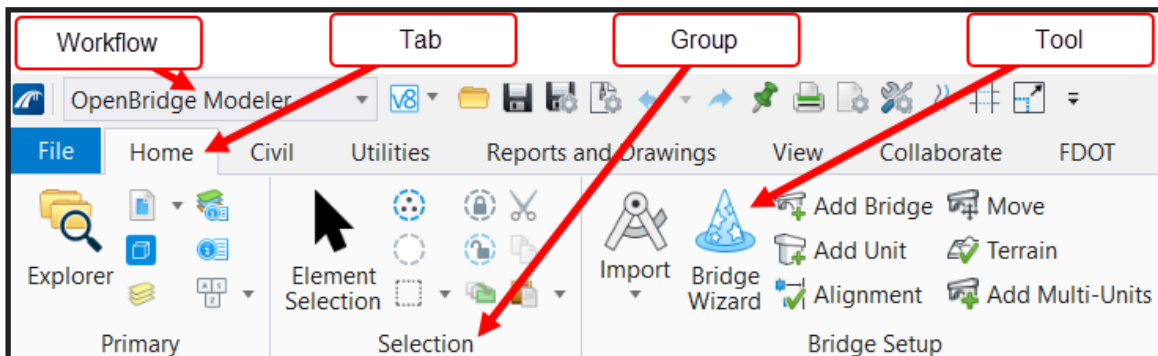 Workflow Tab Group Tool
OpenBridge Modeler V8
File Home Civil Utilities Reports and Drawings View Collaborate FDOT
Explorer
Element
Selection
Import
Bridge
Wizard
Add Bridge Move
Add Unit Terrain
Alignment Add Multi-Units
Primary Selection Bridge Setup